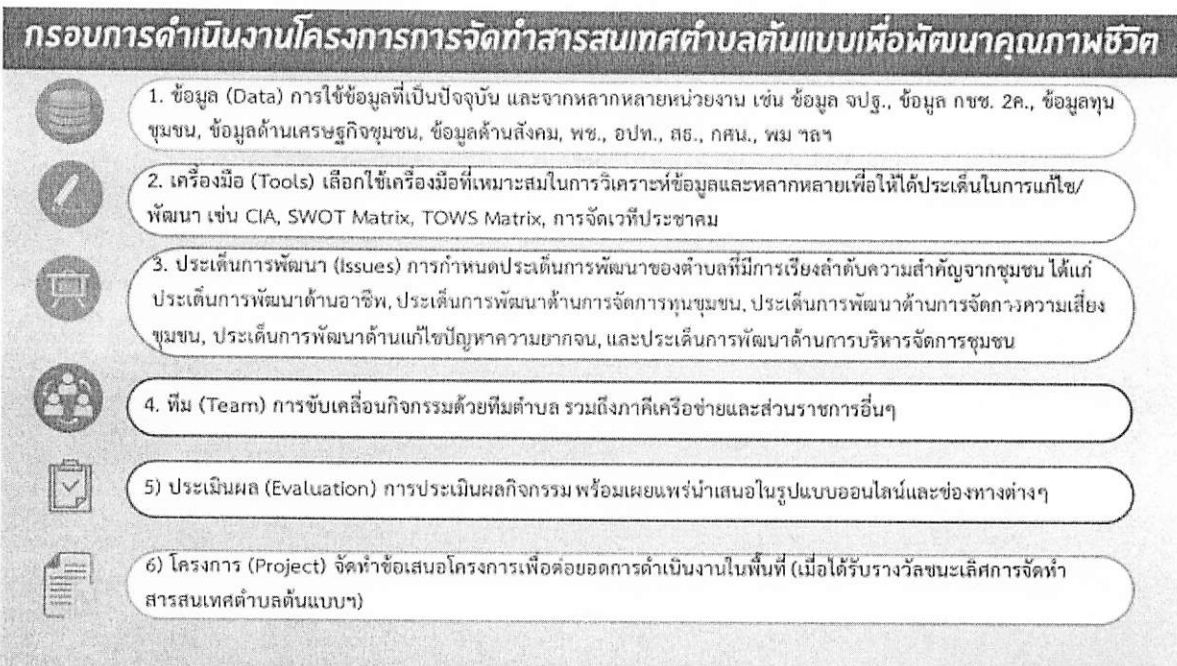 กรอบการดำเนินงานโครงการการจัดทำสารสนเทศตำบลต้นแบบเพื่อพัฒนาคุณภาพชีวิต
1. ข้อมูล (Data) การใช้ข้อมูลที่เป็นปัจจุบัน และจากหลากหลายหน่วยงาน เช่น ข้อมูล จปฐ., ข้อมูล กชช. 2ค., ข้อมูลทุน
ชุมชน, ข้อมูลด้านเศรษฐกิจชุมชน, ข้อมูลด้านสังคม, พช., อปท., สธ., กศน., พม ฯลฯ
2. เครื่องมือ (Tools) เลือกใช้เครื่องมือที่เหมาะสมในการวิเคราะห์ข้อมูลและหลากหลายเพื่อให้ได้ประเด็นในการแก้ไข/
พัฒนา เช่น CIA, SWOT Matrix, TOWS Matrix, การจัดเวทีประชาคม
3. ประเด็นการพัฒนา (Issues) การกำหนดประเด็นการพัฒนาของตำบลที่มีการเรียงลำดับความสำคัญจากชุมชน ได้แก่
ประเด็นการพัฒนาด้านอาชีพ, ประเด็นการพัฒนาด้านการจัดการทุนชุมชน, ประเด็นการพัฒนาด้านการจัดการความเสี่ยง
ชุมชน, ประเด็นการพัฒนาด้านแก้ไขปัญหาความยากจน, และประเด็นการพัฒนาด้านการบริหารจัดการชุมชน
4. ทีม (Team) การขับเคลื่อนกิจกรรมด้วยทีมตำบล รวมถึงภาคีเครือข่ายและส่วนราชการอื่นๆ
5) ประเมินผล (Evaluation) การประเมินผลกิจกรรม พร้อมเผยแพร่นำเสนอในรูปแบบออนไลน์และช่องทางต่างๆ
6) โครงการ (Project) จัดทำข้อเสนอโครงการเพื่อต่อยอดการดำเนินงานในพื้นที่ (เมื่อได้รับรางวัลชนะเลิศการจัดทำ
สารสนเทศตำบลต้นแบบฯ)